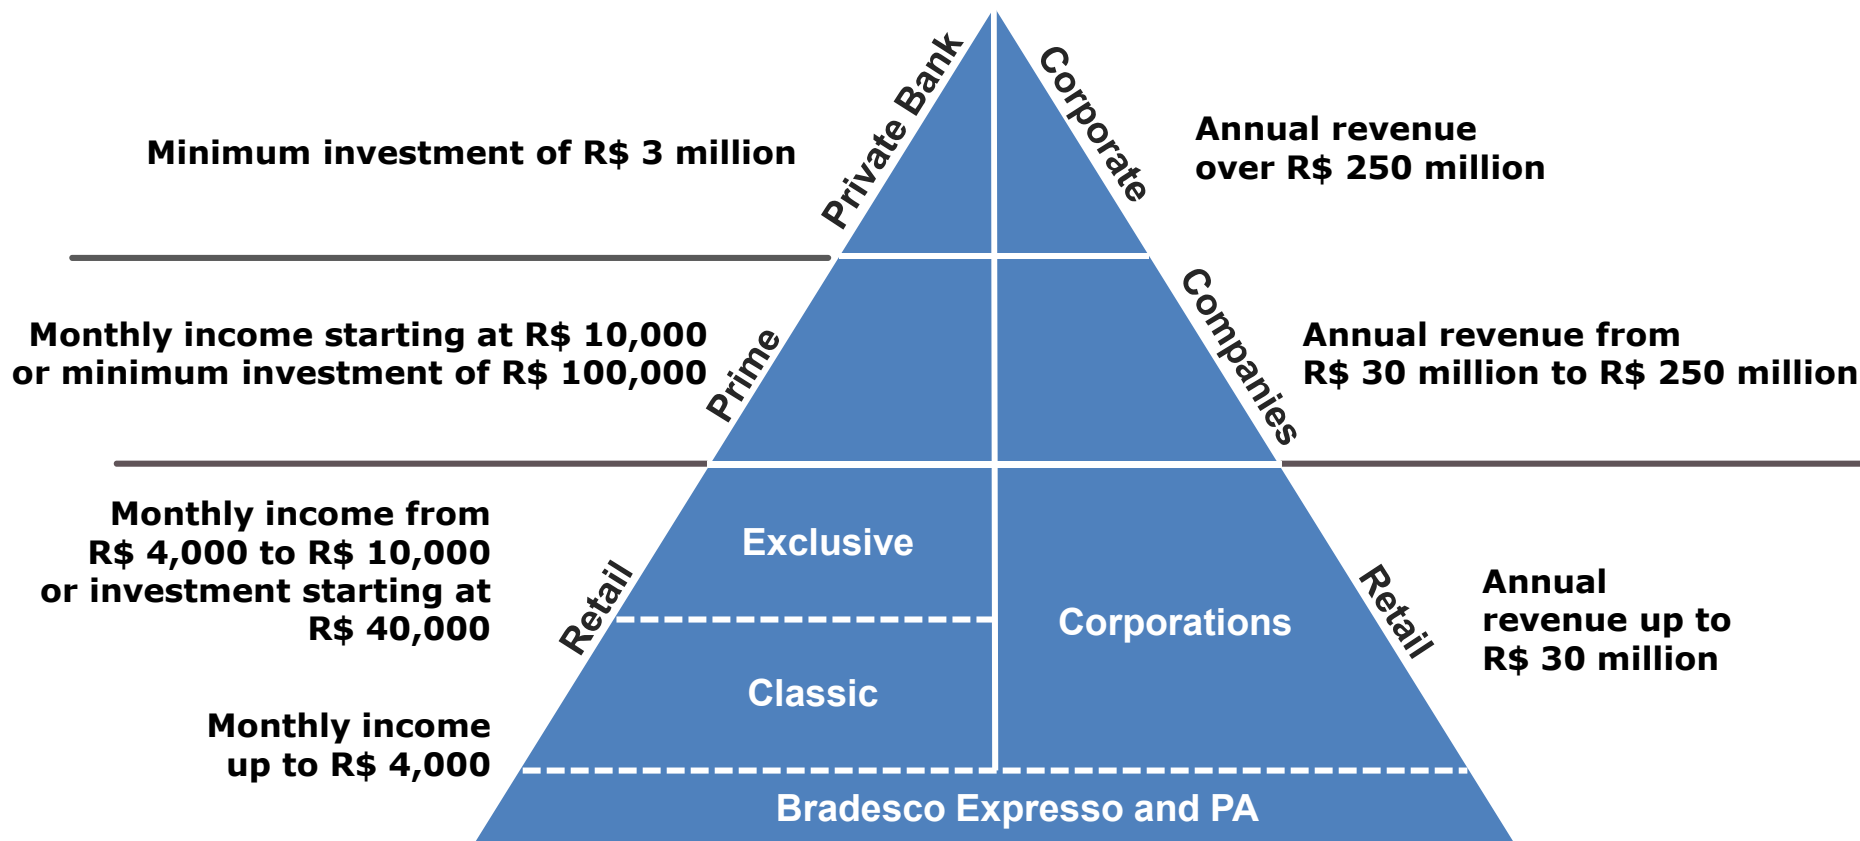 Private Bank
Corporate
Minimum investment of R$ 3 million
Annual revenue
over R$ 250 million
Prime
Companies
Monthly income starting at R$ 10,000
or minimum investment of R$ 100,000
Annual revenue from
R$ 30 million to R$ 250 million
Monthly income from
R$ 4,000 to R$ 10,000
or investment starting at
R$ 40,000
Retail
Exclusive
Corporations
Retail
Annual
revenue up to
R$ 30 million
Monthly income
up to R$ 4,000
Classic
Bradesco Expresso and PA